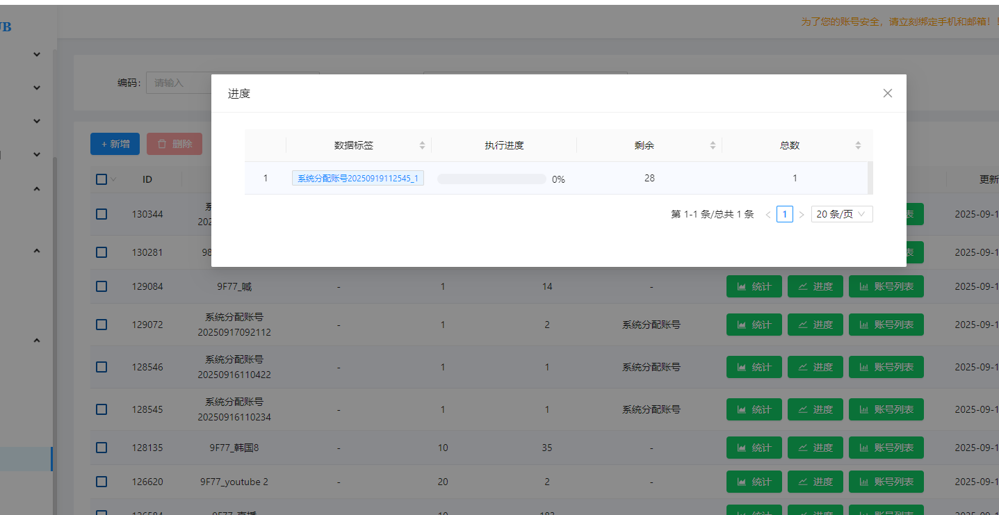 为了您的账号安全，请立刻绑定手机和邮箱！
编码： 请输入
进度
数据标签 执行进度 剩余 总数
1 系统分配账号20250919112545_1 0% 28 1
第 1-1 条/总共 1 条 1 20 条/页
+ 新增 删除
ID 更新
130344 2025-09-1
130281 98 2025-09-1
129084 9F77_喊 - 1 14 - 统计 进度 账号列表 2025-09-1
129072 系统分配账号 - 1 2 系统分配账号 统计 进度 账号列表 2025-09-1
20250917092112
128546 系统分配账号 - 1 1 系统分配账号 统计 进度 账号列表 2025-09-1
20250916110422
128545 系统分配账号 - 1 1 系统分配账号 统计 进度 账号列表 2025-09-1
20250916110234
128135 9F77_韩国8 - 10 35 - 统计 进度 账号列表 2025-09-1
126620 9F77_youtube 2 - 20 2 - 统计 进度 账号列表 2025-09-1